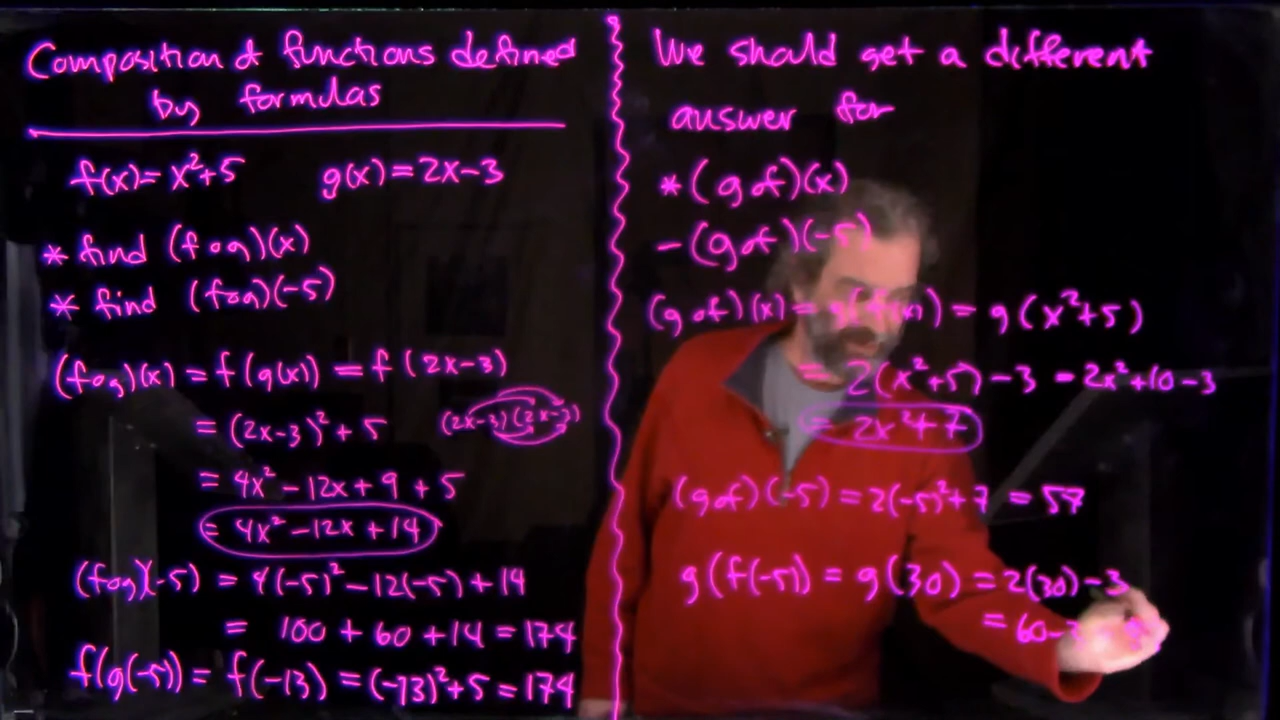 Composition of functions defined
by formulas
f(x)= x²+5 g(x)=2x-3
* find (f∘g)(x)
* find (f∘g)(-5)
(f∘g)(x) = f(g(x)) = f(2x-3)
= (2x-3)² + 5 (2x-3)(2x-3)
= 4x² - 12x + 9 + 5
= 4x² - 12x + 14
(f∘g)(-5) = 4(-5)² - 12(-5) + 14
= 100 + 60 + 14 = 174
f(g(-5)) = f(-13) = (-13)² + 5 = 174
We should get a different
answer for
* (g∘f)(x)
- (g∘f)(-5)
(g∘f)(x) = g(f(x)) = g(x²+5)
= 2(x²+5) - 3 = 2x²+10-3
= 2x²+7
(g∘f)(-5) = 2(-5)²+7 = 57
g(f(-5)) = g(30) = 2(30) - 3
= 60-3